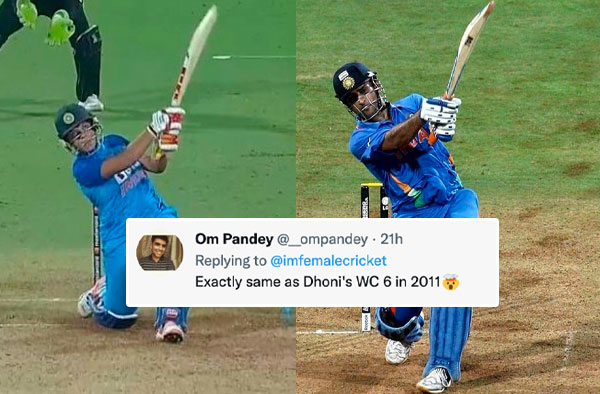 Om Pandey @__ompandey · 21h
Replying to @imfemalecricket
Exactly same as Dhoni's WC 6 in 2011🤯